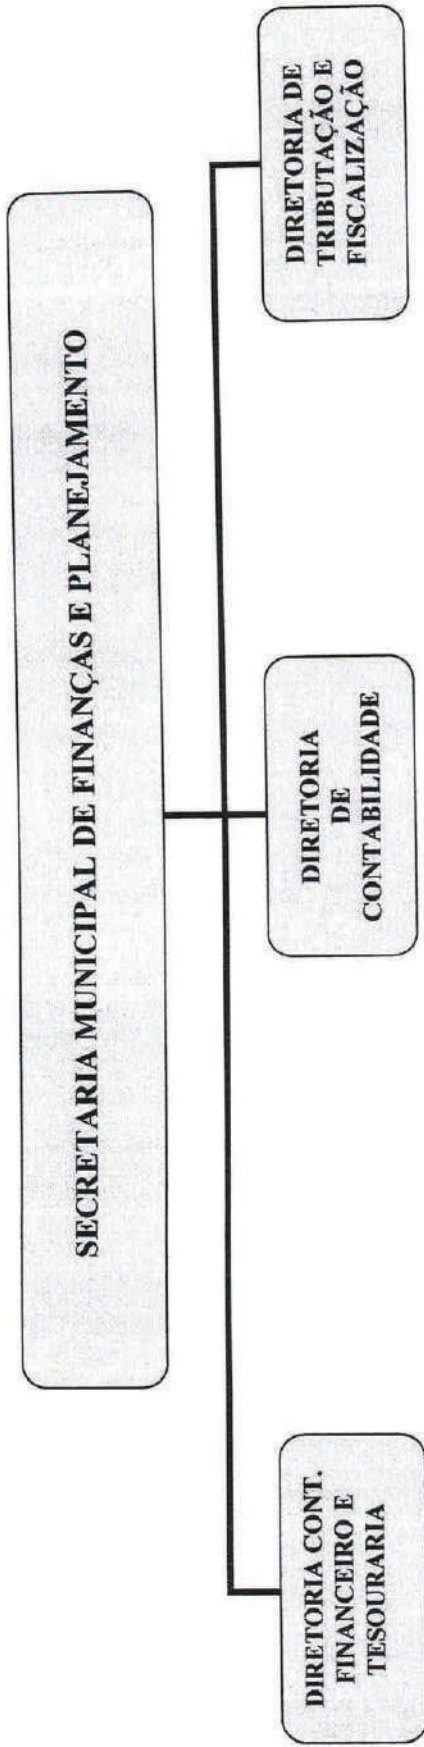 SECRETARIA MUNICIPAL DE FINANÇAS E PLANEJAMENTO
DIRETORIA CONT.
FINANCEIRO E
TESOURARIA
DIRETORIA
DE
CONTABILIDADE
DIRETORIA DE
TRIBUTAÇÃO E
FISCALIZAÇÃO